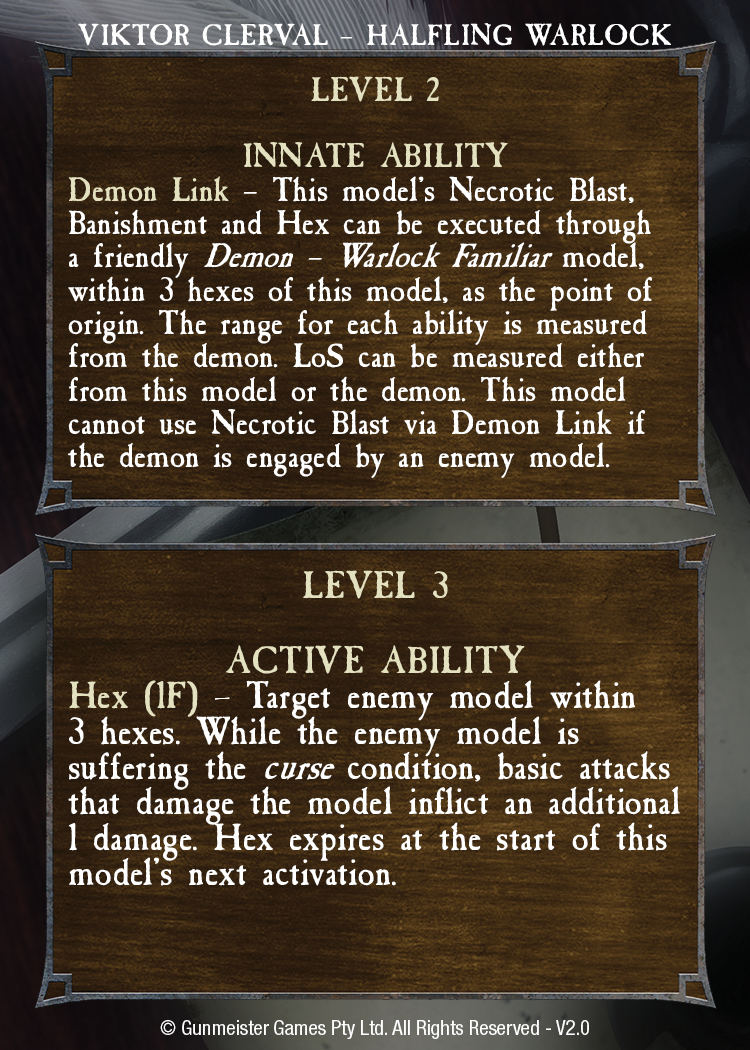 VIKTOR CLERVAL – HALFLING WARLOCK
LEVEL 2
INNATE ABILITY
Demon Link – This model's Necrotic Blast,
Banishment and Hex can be executed through
a friendly Demon – Warlock Familiar model,
within 3 hexes of this model, as the point of
origin. The range for each ability is measured
from the demon. LoS can be measured either
from this model or the demon. This model
cannot use Necrotic Blast via Demon Link if
the demon is engaged by an enemy model.
LEVEL 3
ACTIVE ABILITY
Hex (1F) – Target enemy model within
3 hexes. While the enemy model is
suffering the curse condition, basic attacks
that damage the model inflict an additional
1 damage. Hex expires at the start of this
model's next activation.
© Gunmeister Games Pty Ltd. All Rights Reserved - V2.0